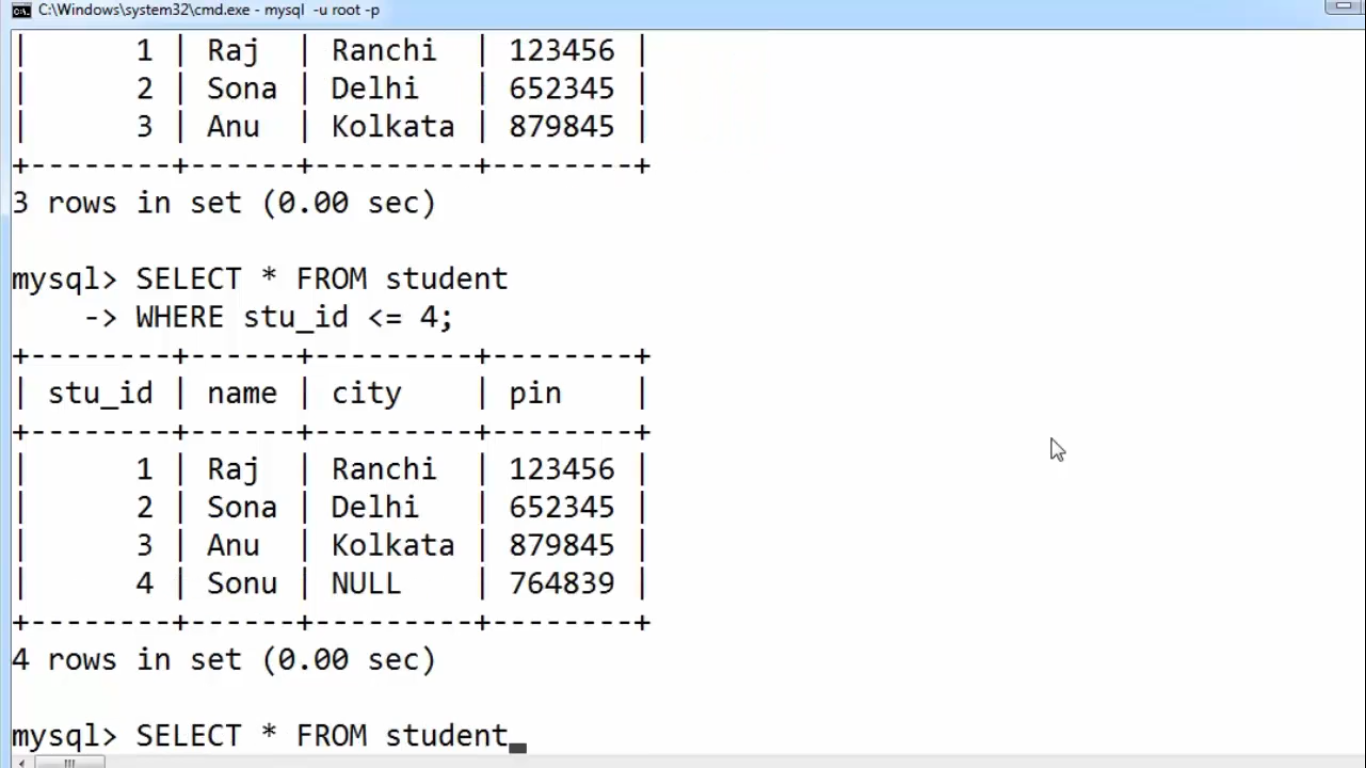 C:\Windows\system32\cmd.exe - mysql  -u root -p
|      1 | Raj  | Ranchi  | 123456 |
|      2 | Sona | Delhi   | 652345 |
|      3 | Anu  | Kolkata | 879845 |
+--------+------+---------+--------+
3 rows in set (0.00 sec)
mysql> SELECT * FROM student
    -> WHERE stu_id <= 4;
+--------+------+---------+--------+
| stu_id | name | city    | pin    |
+--------+------+---------+--------+
|      1 | Raj  | Ranchi  | 123456 |
|      2 | Sona | Delhi   | 652345 |
|      3 | Anu  | Kolkata | 879845 |
|      4 | Sonu | NULL    | 764839 |
+--------+------+---------+--------+
4 rows in set (0.00 sec)
mysql> SELECT * FROM student